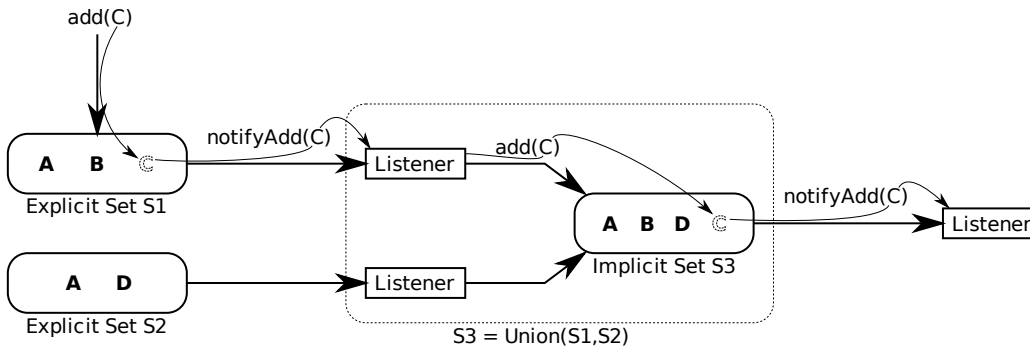 add(C)
A B C
Explicit Set S1
notifyAdd(C)
Listener
add(C)
A B D C
Implicit Set S3
notifyAdd(C)
Listener
A D
Explicit Set S2
Listener
S3 = Union(S1,S2)